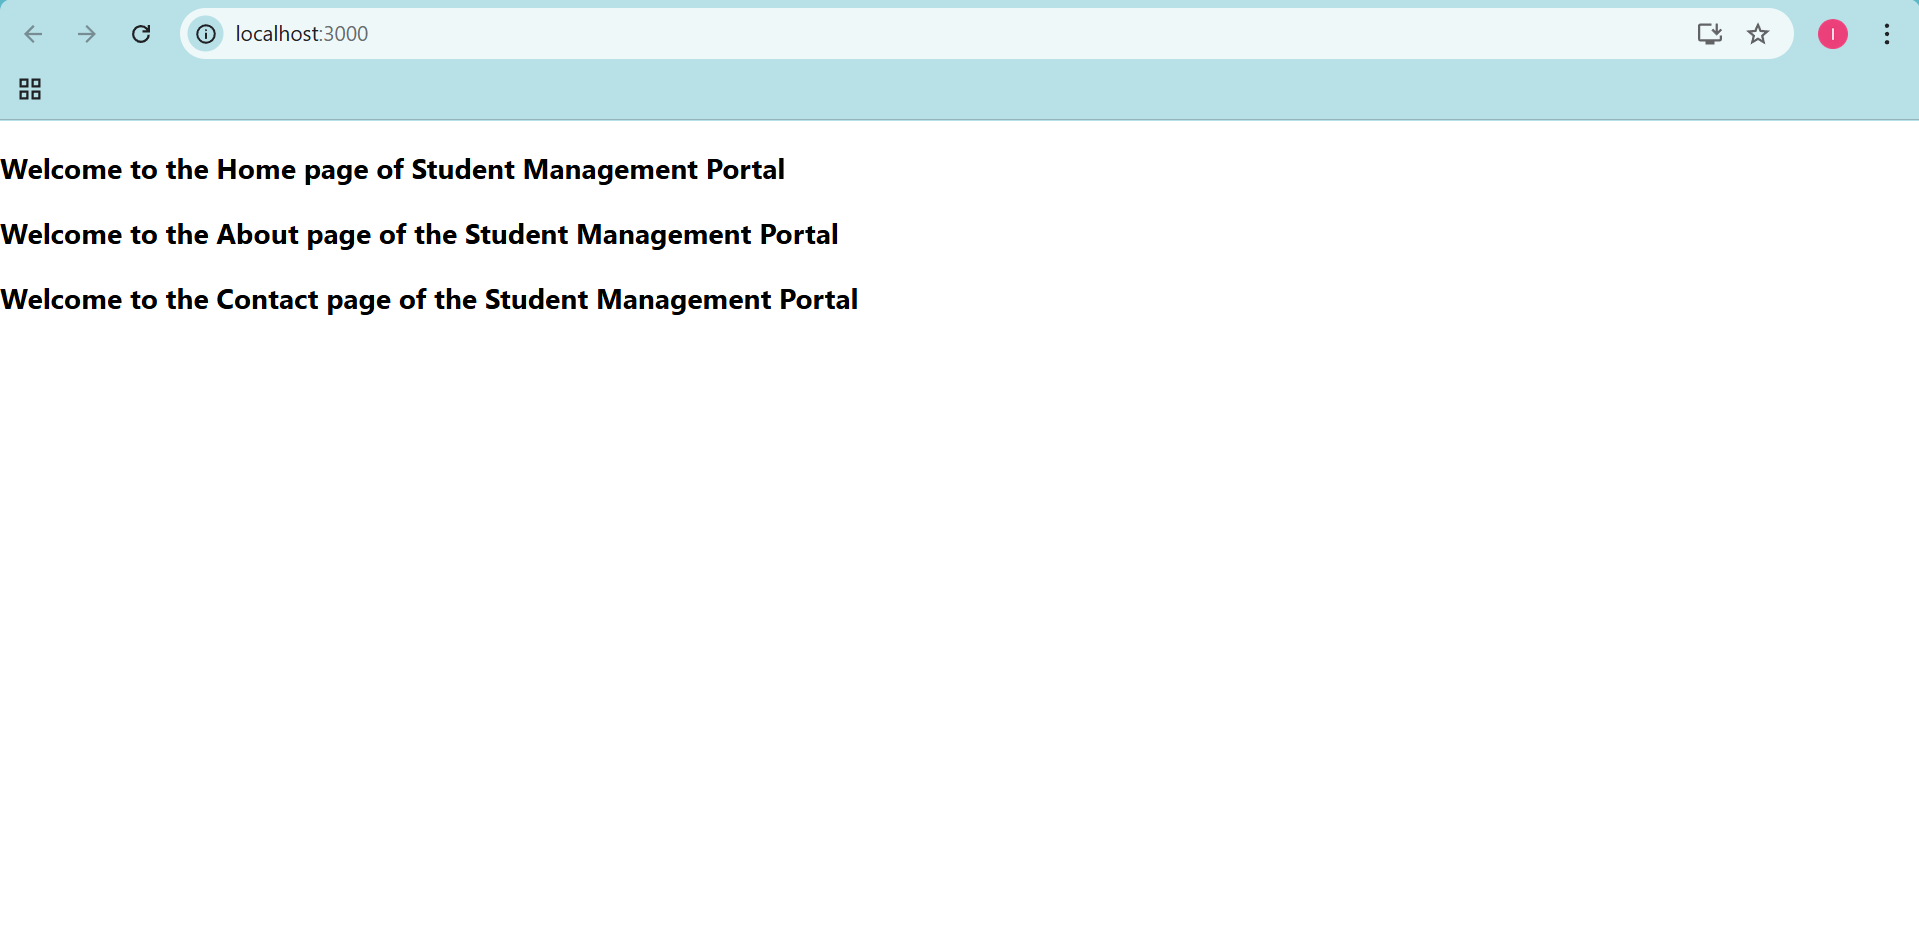 localhost:3000
I
Welcome to the Home page of Student Management Portal
Welcome to the About page of the Student Management Portal
Welcome to the Contact page of the Student Management Portal